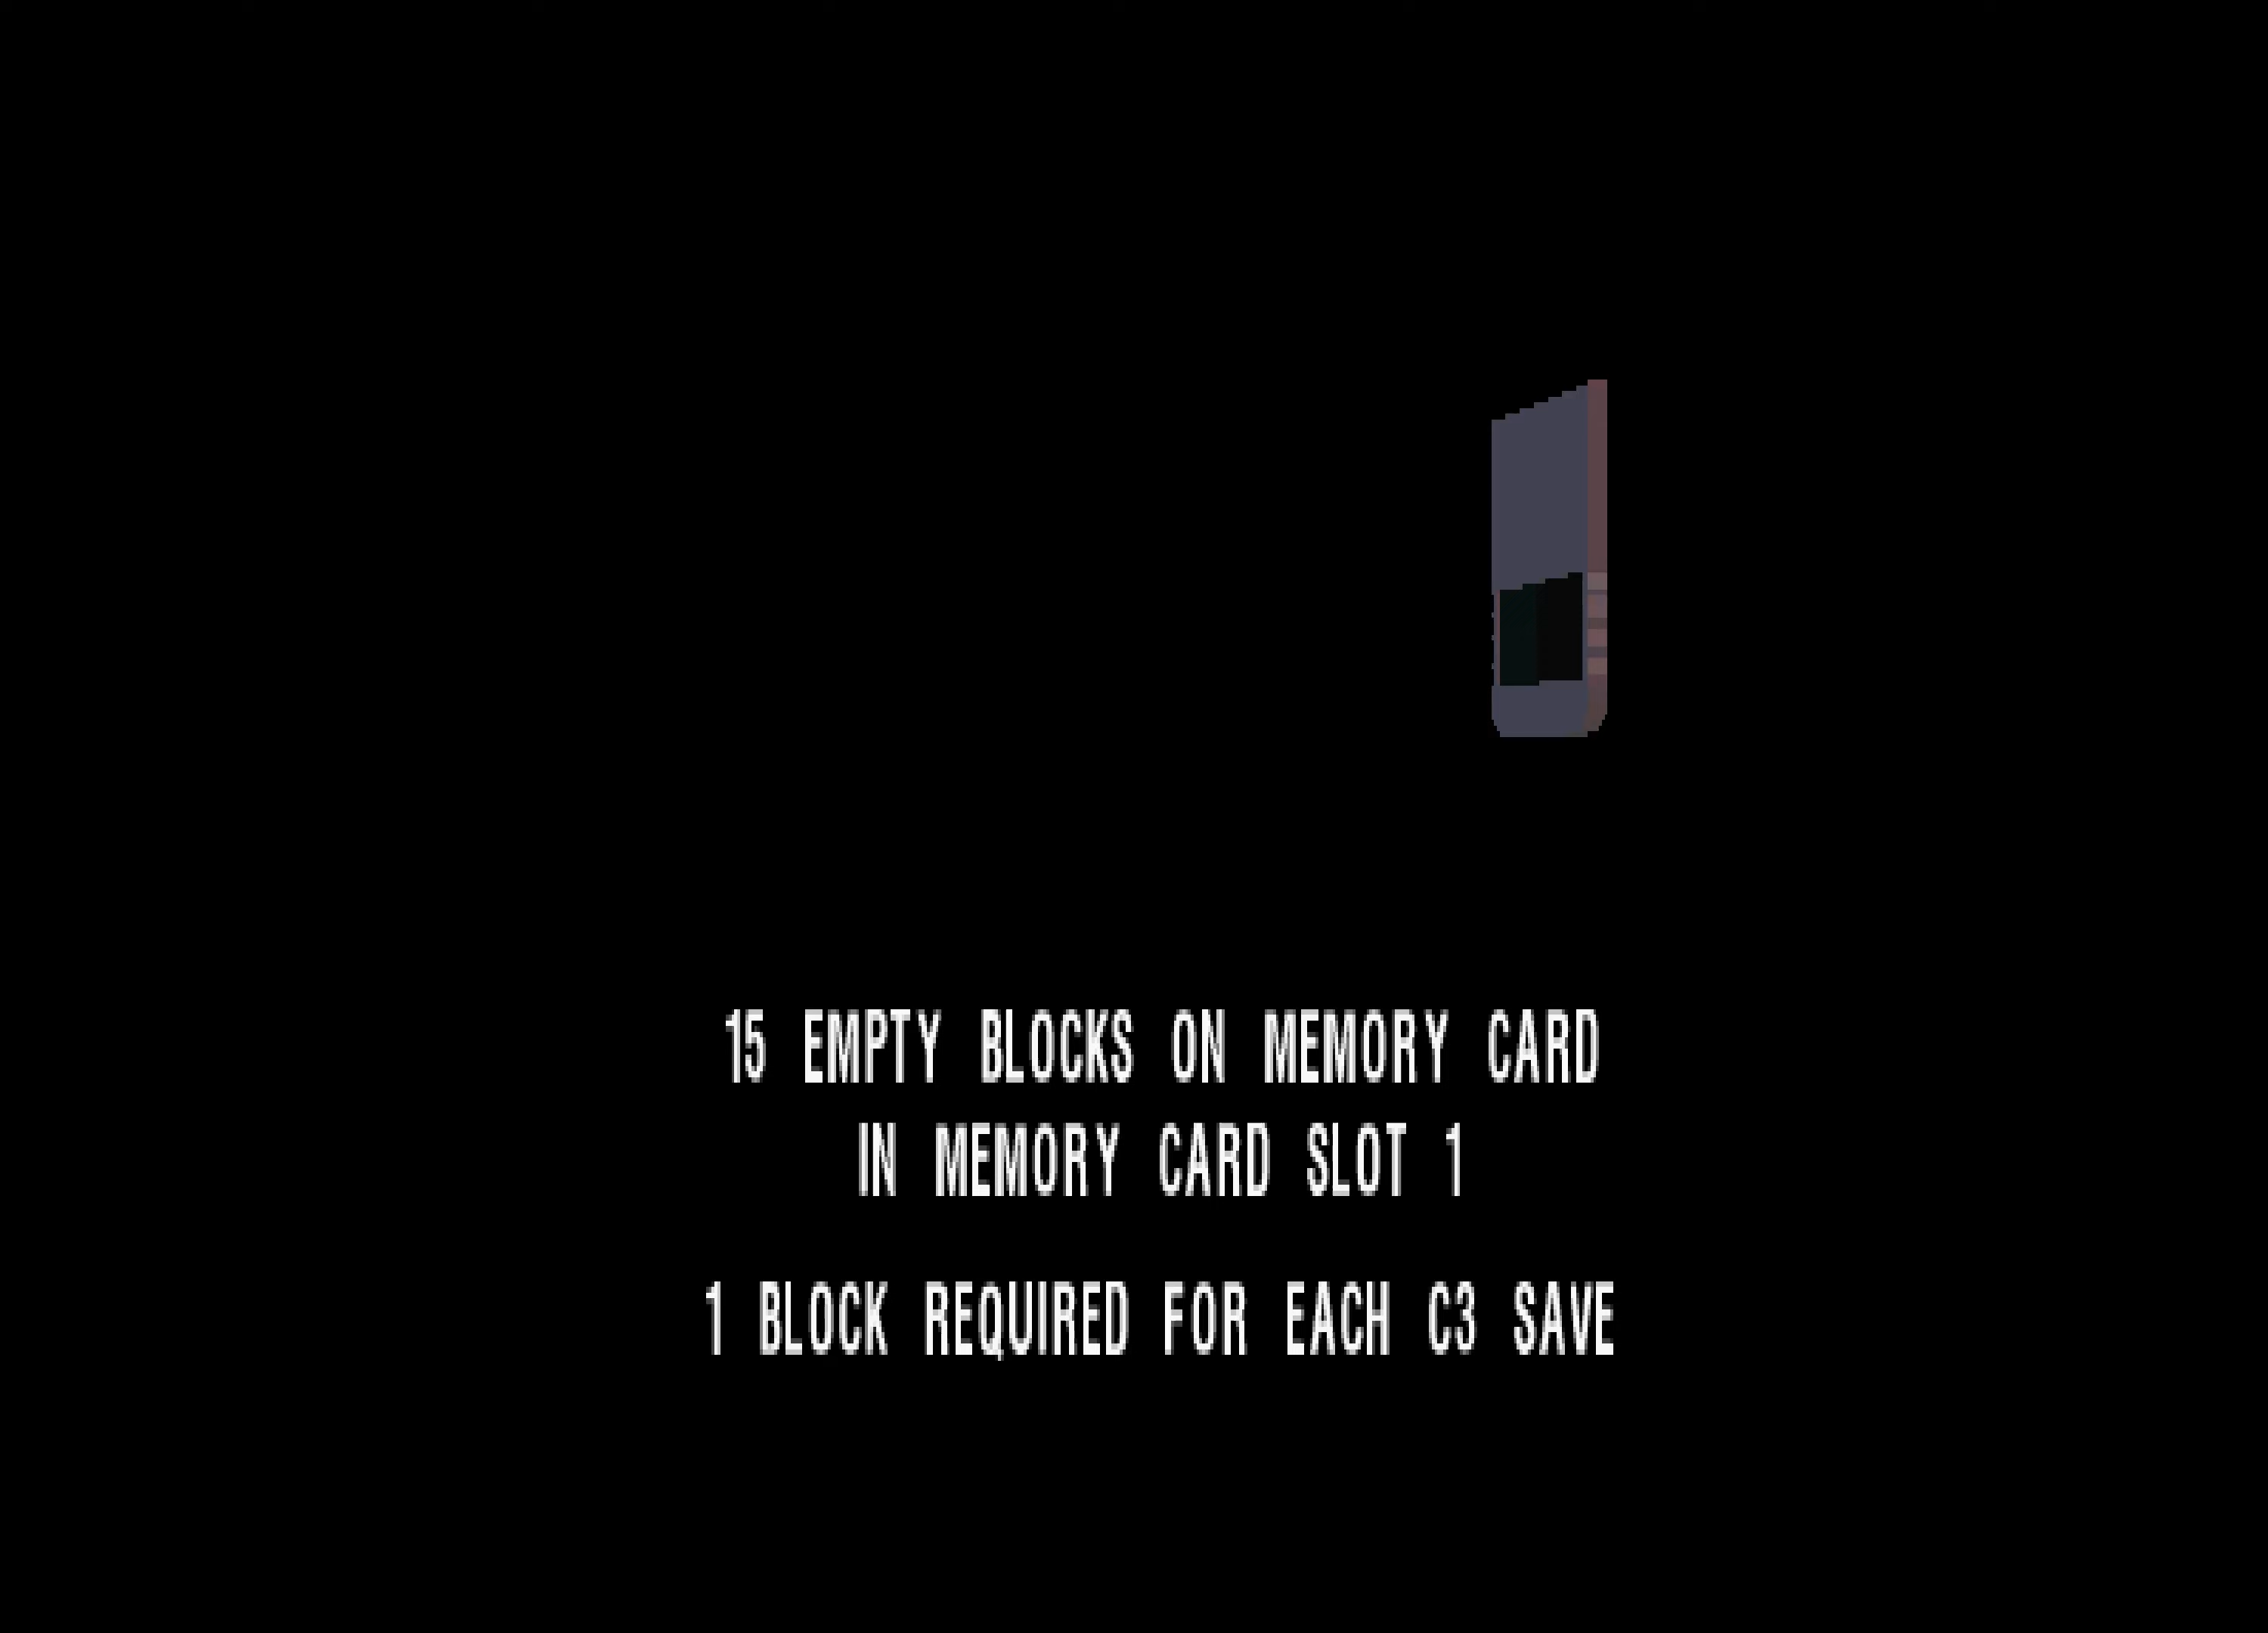 15 EMPTY BLOCKS ON MEMORY CARD
IN MEMORY CARD SLOT 1
1 BLOCK REQUIRED FOR EACH C3 SAVE